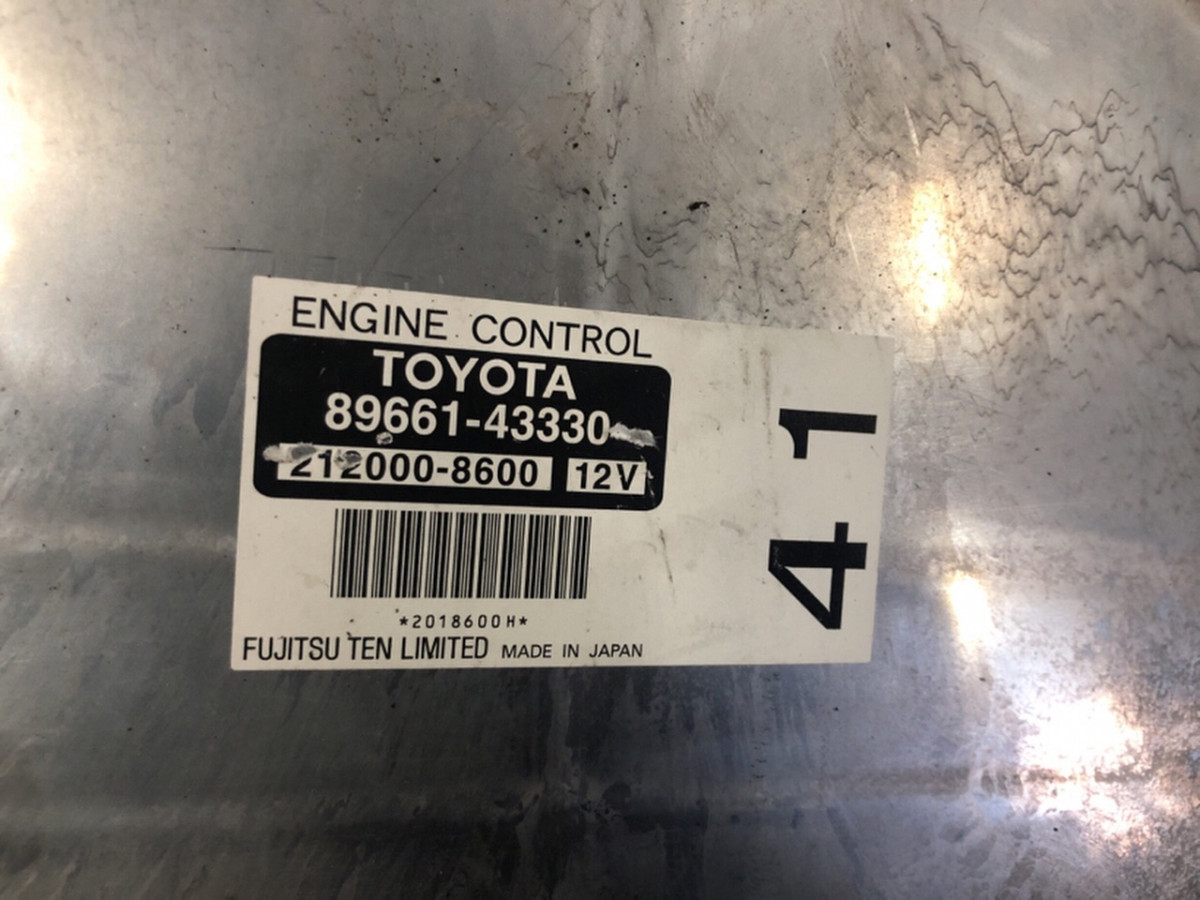 ENGINE CONTROL
TOYOTA
89661-43330
212000-8600 12V
*2018600H*
FUJITSU TEN LIMITED MADE IN JAPAN
41